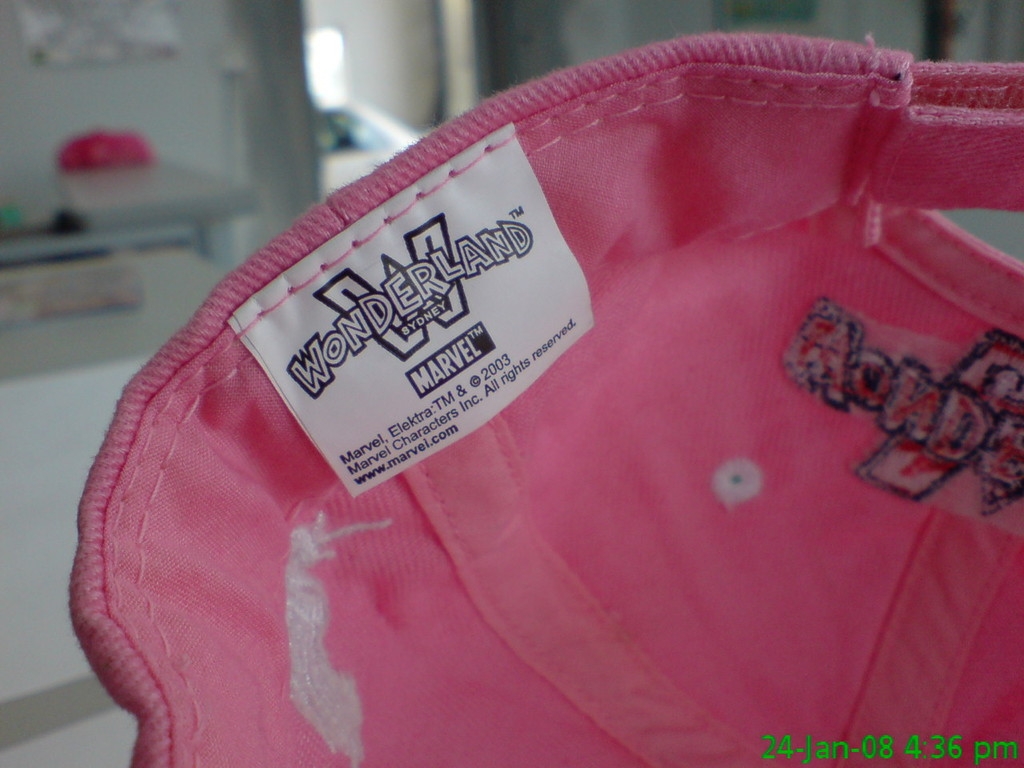 WONDERLAND™
SYDNEY
MARVEL™
Marvel, Elektra:TM & © 2003
Marvel Characters Inc. All rights reserved.
www.marvel.com
24-Jan-08 4:36 pm